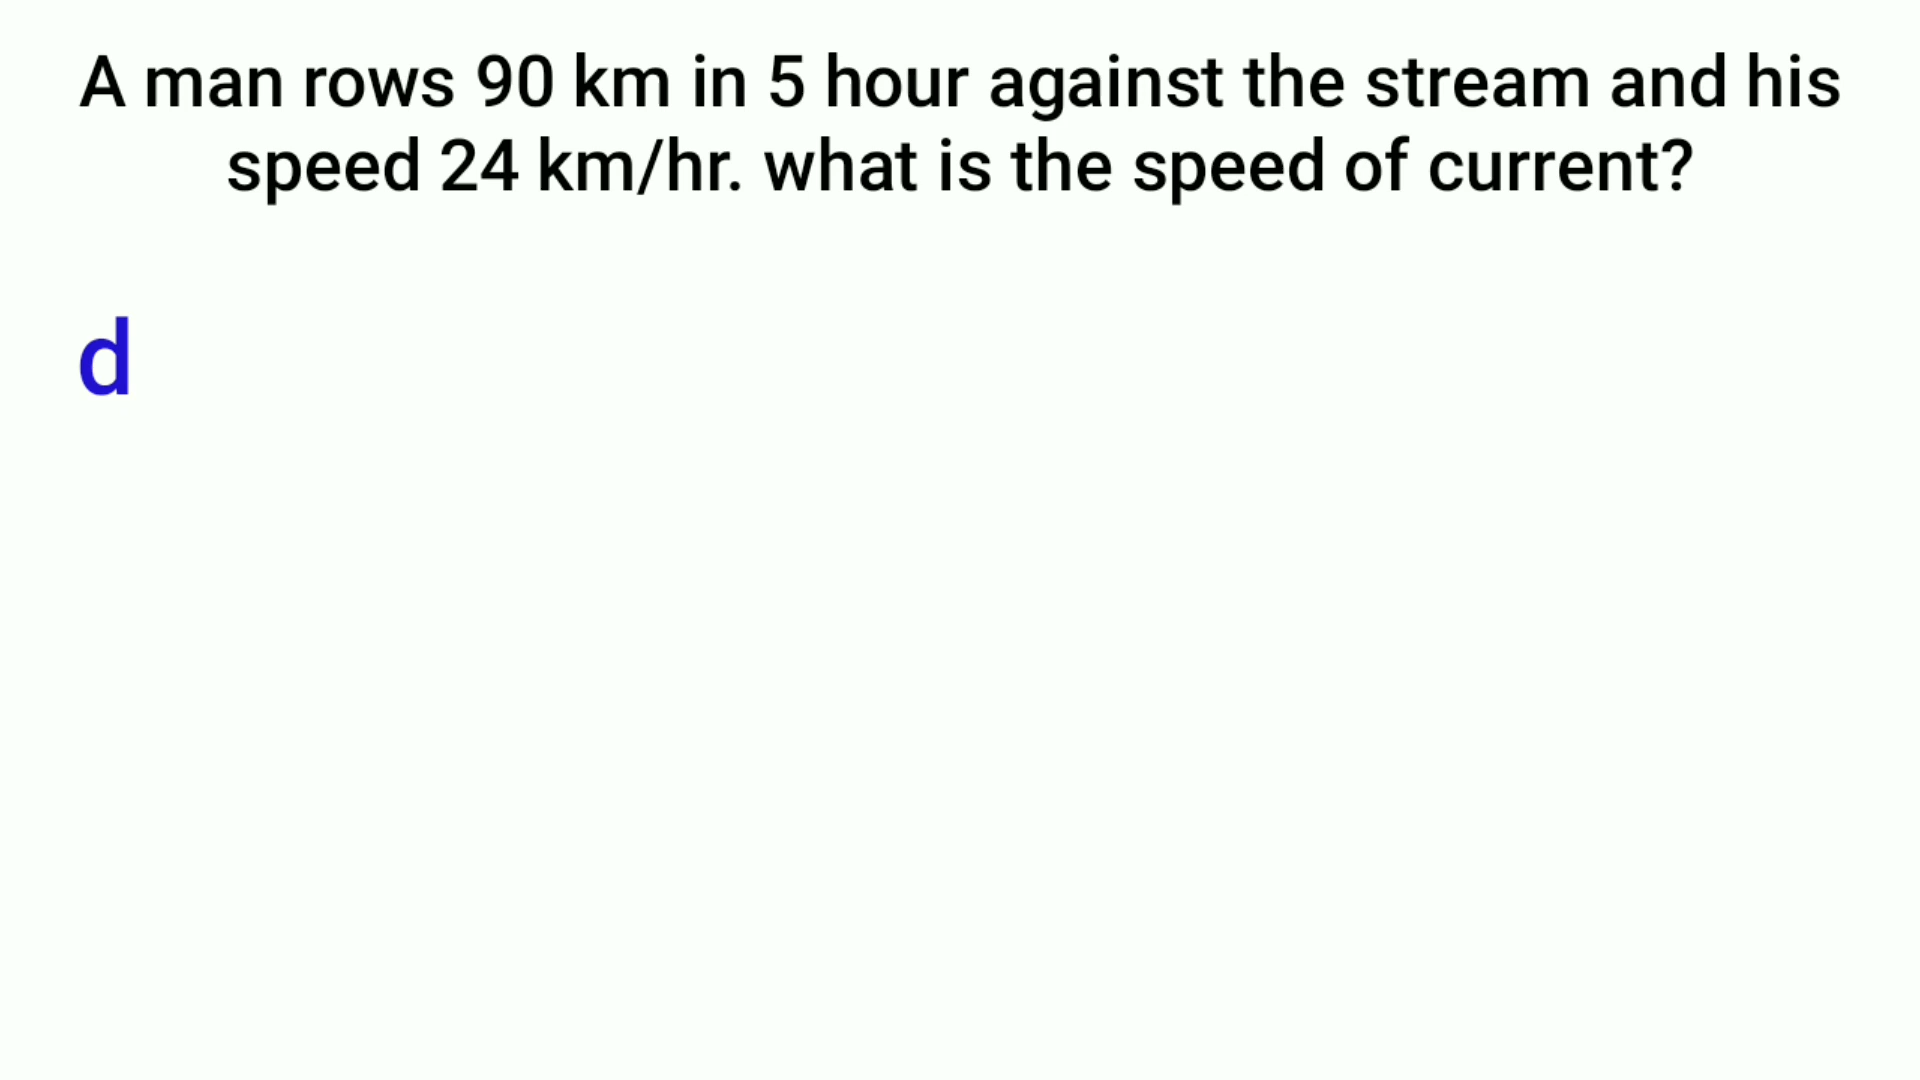 A man rows 90 km in 5 hour against the stream and his
speed 24 km/hr. what is the speed of current?
d